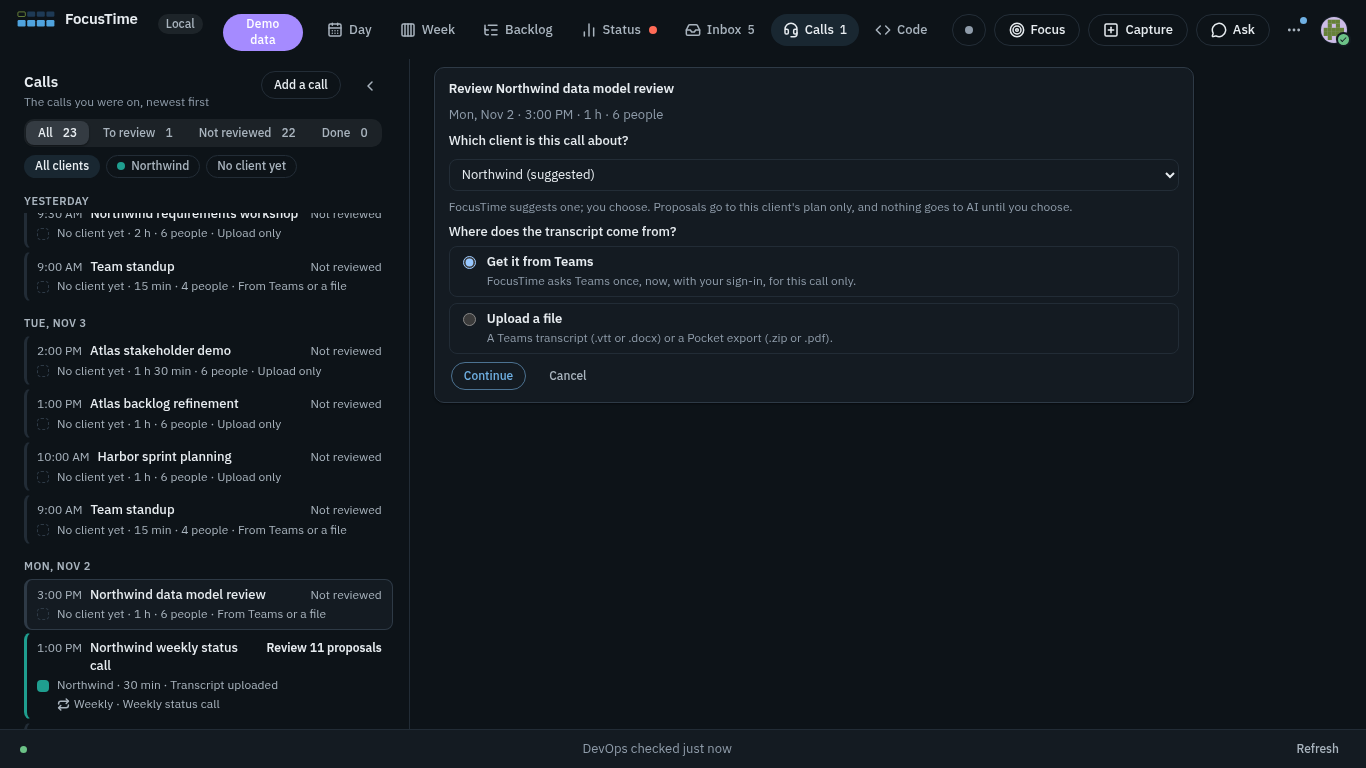 FocusTime
Local
Demo data
Day
Week
Backlog
Status
Inbox 5
Calls 1
Code
Focus
Capture
Ask
Calls
The calls you were on, newest first
Add a call
All 23
To review 1
Not reviewed 22
Done 0
All clients
Northwind
No client yet
YESTERDAY
9:30 AM Northwind requirements workshop Not reviewed
No client yet · 2 h · 6 people · Upload only
9:00 AM Team standup Not reviewed
No client yet · 15 min · 4 people · From Teams or a file
TUE, NOV 3
2:00 PM Atlas stakeholder demo Not reviewed
No client yet · 1 h 30 min · 6 people · Upload only
1:00 PM Atlas backlog refinement Not reviewed
No client yet · 1 h · 6 people · Upload only
10:00 AM Harbor sprint planning Not reviewed
No client yet · 1 h · 6 people · Upload only
9:00 AM Team standup Not reviewed
No client yet · 15 min · 4 people · From Teams or a file
MON, NOV 2
3:00 PM Northwind data model review Not reviewed
No client yet · 1 h · 6 people · From Teams or a file
1:00 PM Northwind weekly status call Review 11 proposals
Northwind · 30 min · Transcript uploaded
Weekly · Weekly status call
Review Northwind data model review
Mon, Nov 2 · 3:00 PM · 1 h · 6 people
Which client is this call about?
Northwind (suggested)
FocusTime suggests one; you choose. Proposals go to this client's plan only, and nothing goes to AI until you choose.
Where does the transcript come from?
Get it from Teams
FocusTime asks Teams once, now, with your sign-in, for this call only.
Upload a file
A Teams transcript (.vtt or .docx) or a Pocket export (.zip or .pdf).
Continue
Cancel
DevOps checked just now
Refresh